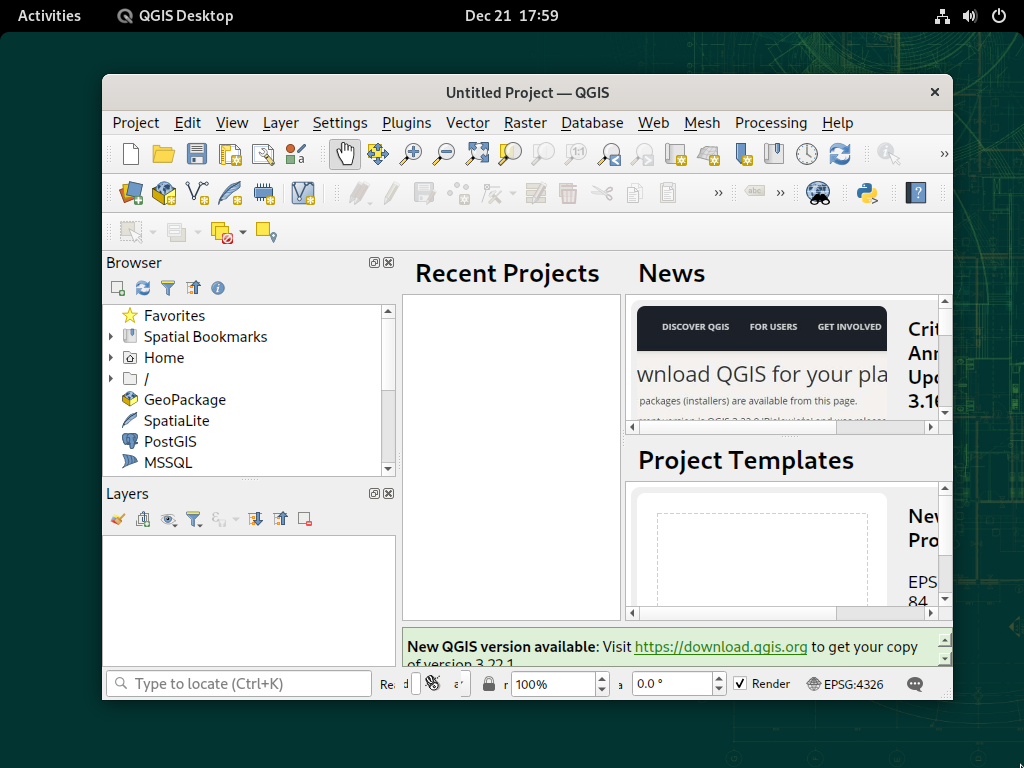 Activities QGIS Desktop Dec 21 17:59
Untitled Project — QGIS
Project Edit View Layer Settings Plugins Vector Raster Database Web Mesh Processing Help
Browser
Favorites
Spatial Bookmarks
Home
/
GeoPackage
SpatiaLite
PostGIS
MSSQL
Layers
Recent Projects
News
DISCOVER QGIS FOR USERS GET INVOLVED
wnload QGIS for your pla
packages (installers) are available from this page.
Crit
Ann
Upc
3.16
Project Templates
New
Pro
EPS
84
New QGIS version available: Visit https://download.qgis.org to get your copy
of version 3.22.1
Type to locate (Ctrl+K) Rea d a r 100% a 0.0 ° Render EPSG:4326